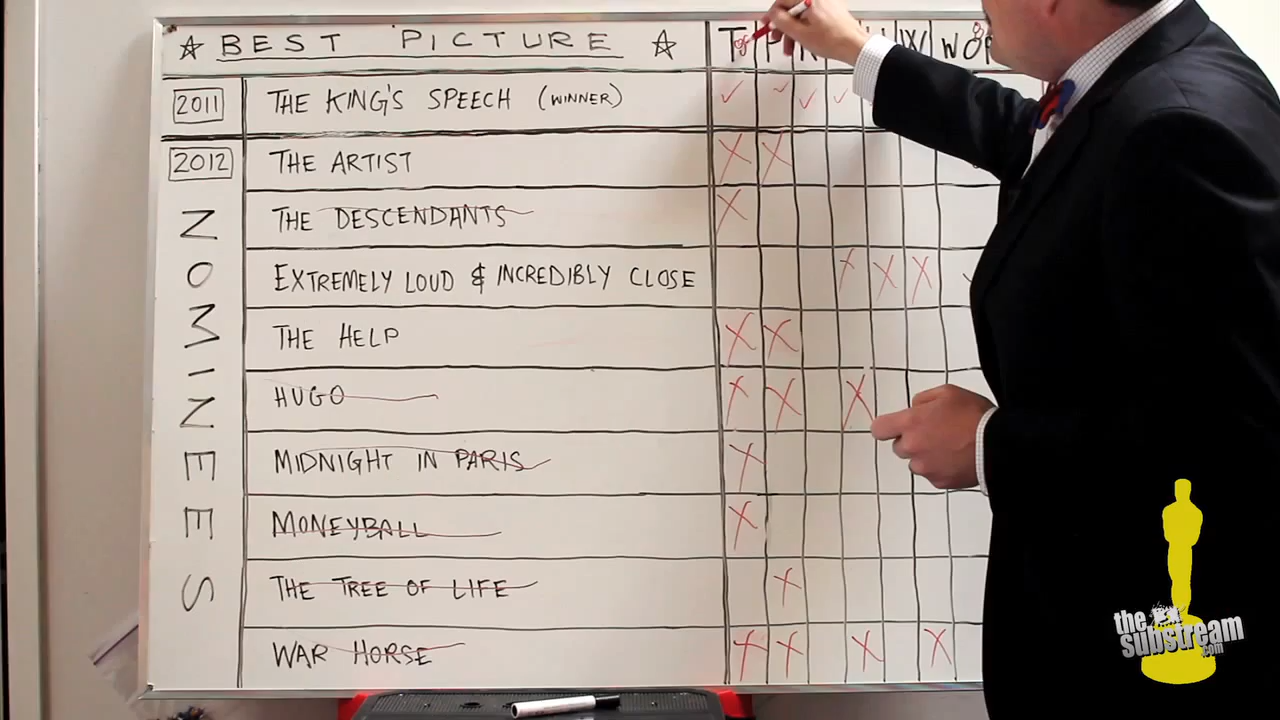 ☆ BEST PICTURE ☆
2011 THE KING'S SPEECH (WINNER)
2012 THE ARTIST
THE DESCENDANTS
EXTREMELY LOUD & INCREDIBLY CLOSE
THE HELP
HUGO
MIDNIGHT IN PARIS
MONEYBALL
THE TREE OF LIFE
WAR HORSE
NOMINEES
the substream.com